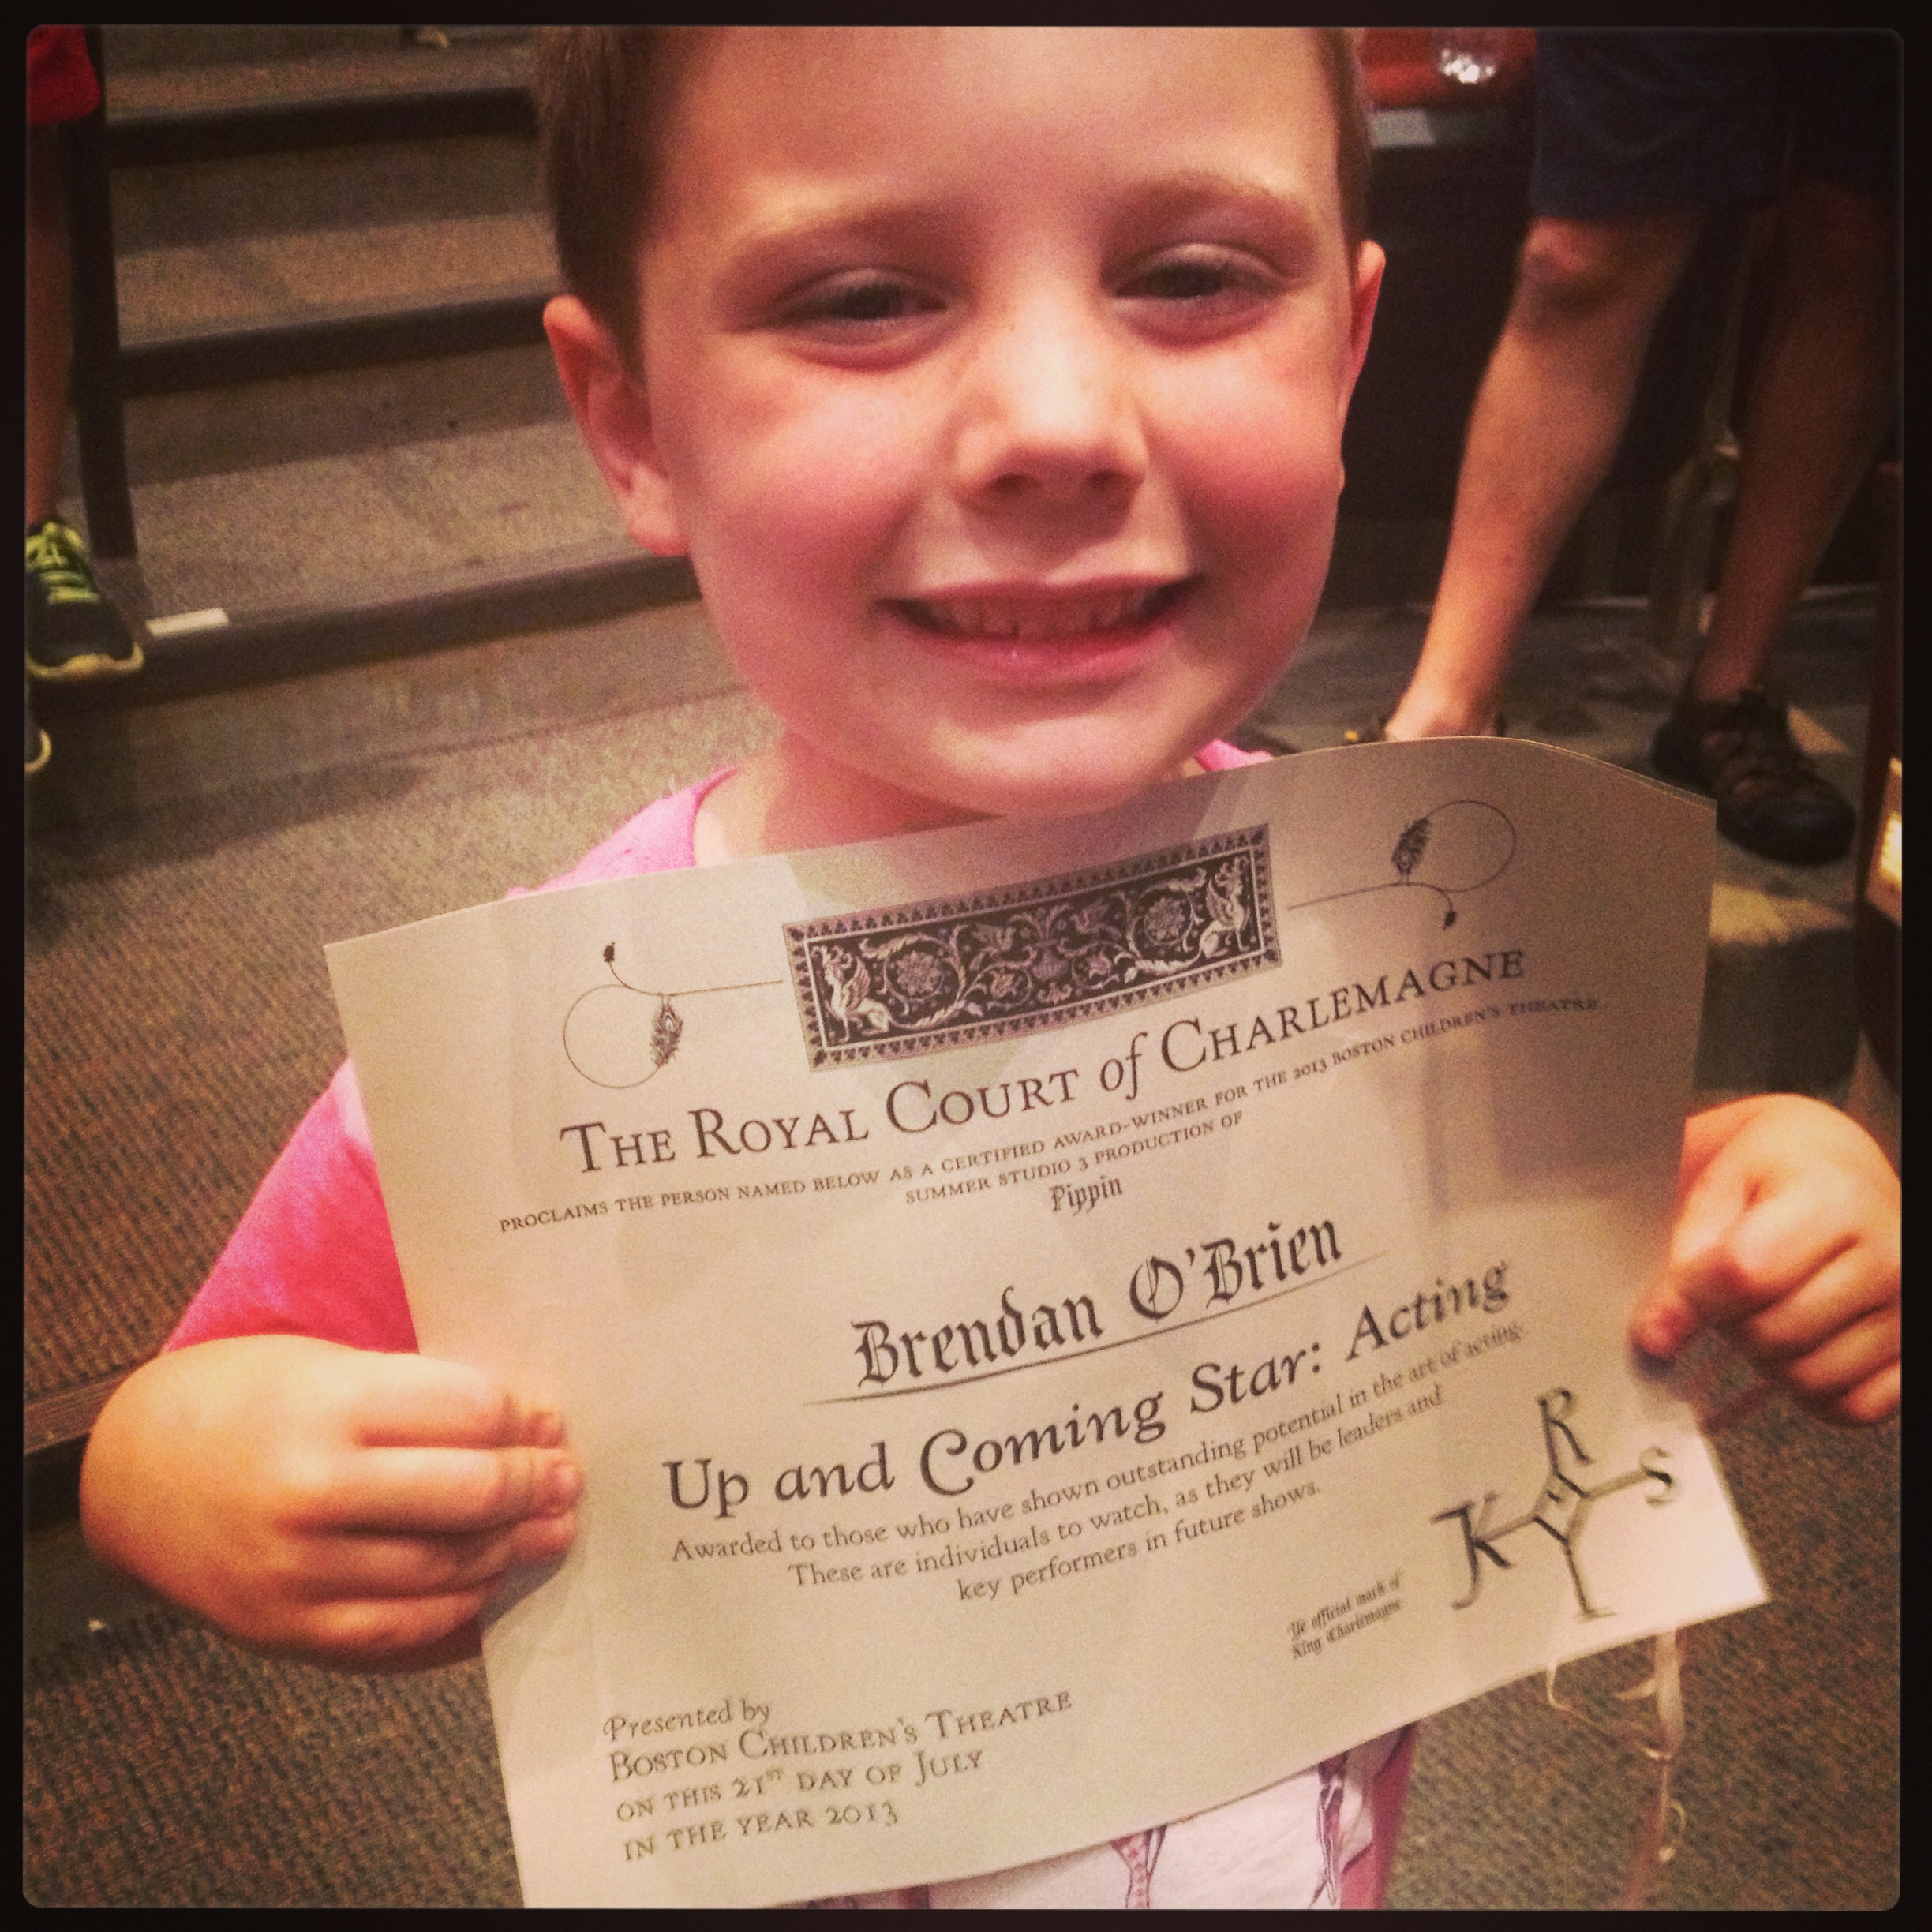 THE ROYAL COURT of CHARLEMAGNE
PROCLAIMS THE PERSON NAMED BELOW AS A CERTIFIED AWARD-WINNER FOR THE 2013 BOSTON CHILDREN'S THEATRE
SUMMER STUDIO 3 PRODUCTION OF
Pippin
Brendan O'Brien
Up and Coming Star: Acting
Awarded to those who have shown outstanding potential in the art of acting.
These are individuals to watch, as they will be leaders and
key performers in future shows.
R
K S
L
Ye official mark of
King Charlemagne
Presented by
BOSTON CHILDREN'S THEATRE
ON THIS 21ST DAY OF JULY
IN THE YEAR 2013